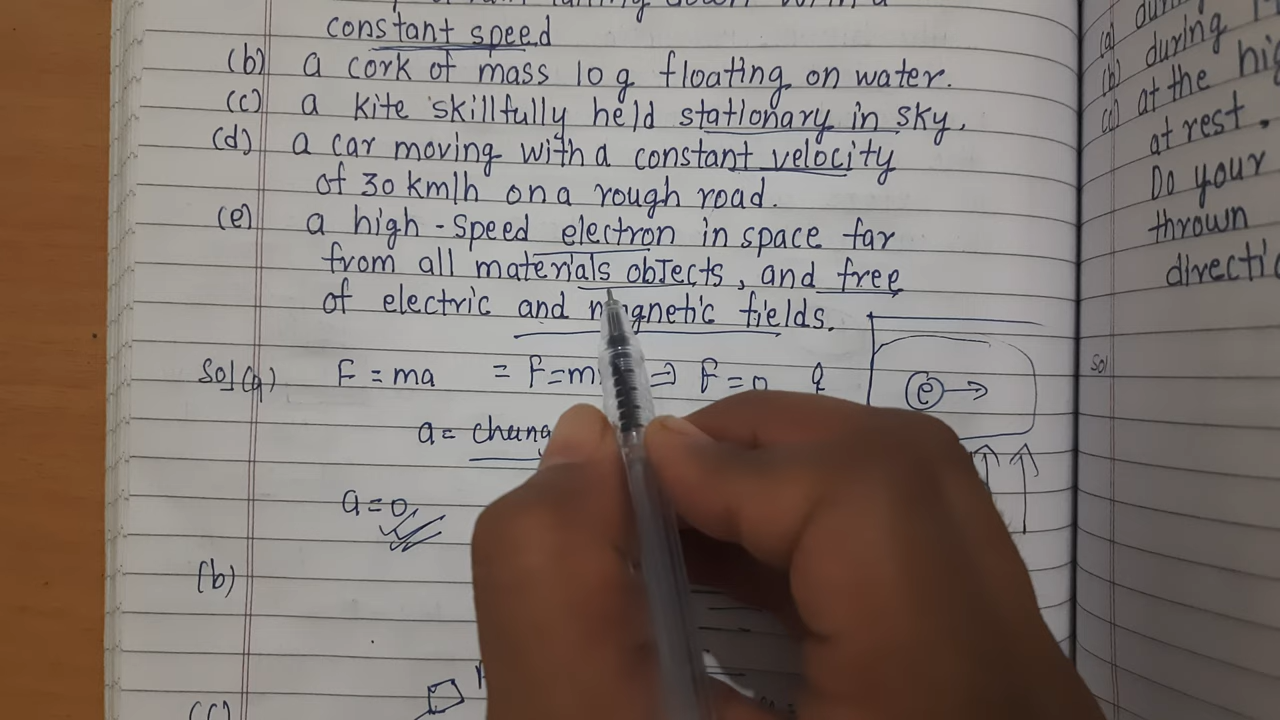 constant speed
(b) a cork of mass 10 g floating on water.
(c) a kite skillfully held stationary in sky.
(d) a car moving with a constant velocity
of 30 km/h on a rough road.
(e) a high-speed electron in space far
from all materials objects, and free
of electric and magnetic fields.
Sol(a) F = ma = F=m ⇒ F=0
a = chang
a=0
(b)
(c)
(a)
(b) during
(c) at the
at rest.
Do your
thrown
Sol